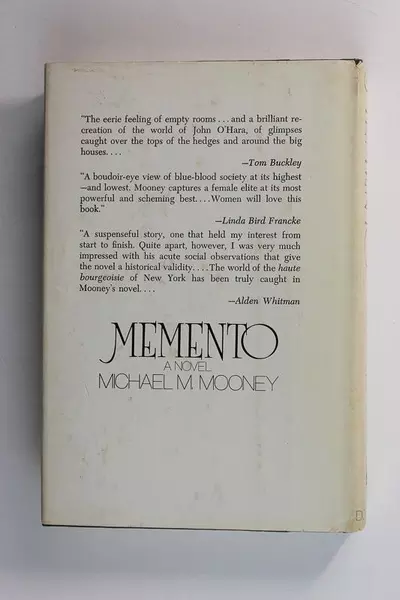 "The eerie feeling of empty rooms . . . and a brilliant re-
creation of the world of John O'Hara, of glimpses
caught over the tops of the hedges and around the big
houses. . . .
—Tom Buckley
"A boudoir-eye view of blue-blood society at its highest
—and lowest. Mooney captures a female elite at its most
powerful and scheming best. . . . Women will love this
book."
—Linda Bird Francke
"A suspenseful story, one that held my interest from
start to finish. Quite apart, however, I was very much
impressed with his acute social observations that give
the novel a historical validity. . . . The world of the haute
bourgeoisie of New York has been truly caught in
Mooney's novel. . . .
—Alden Whitman
MEMENTO
A NOVEL
MICHAEL M. MOONEY